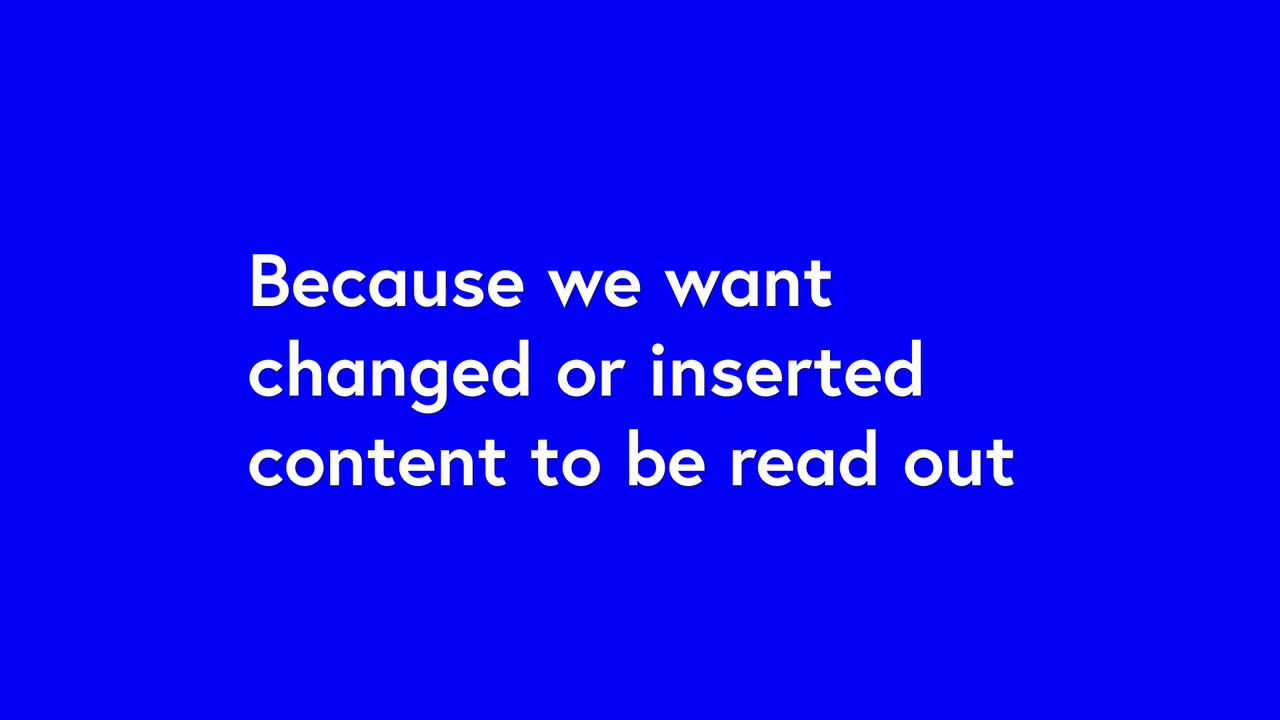 Because we want
changed or inserted
content to be read out